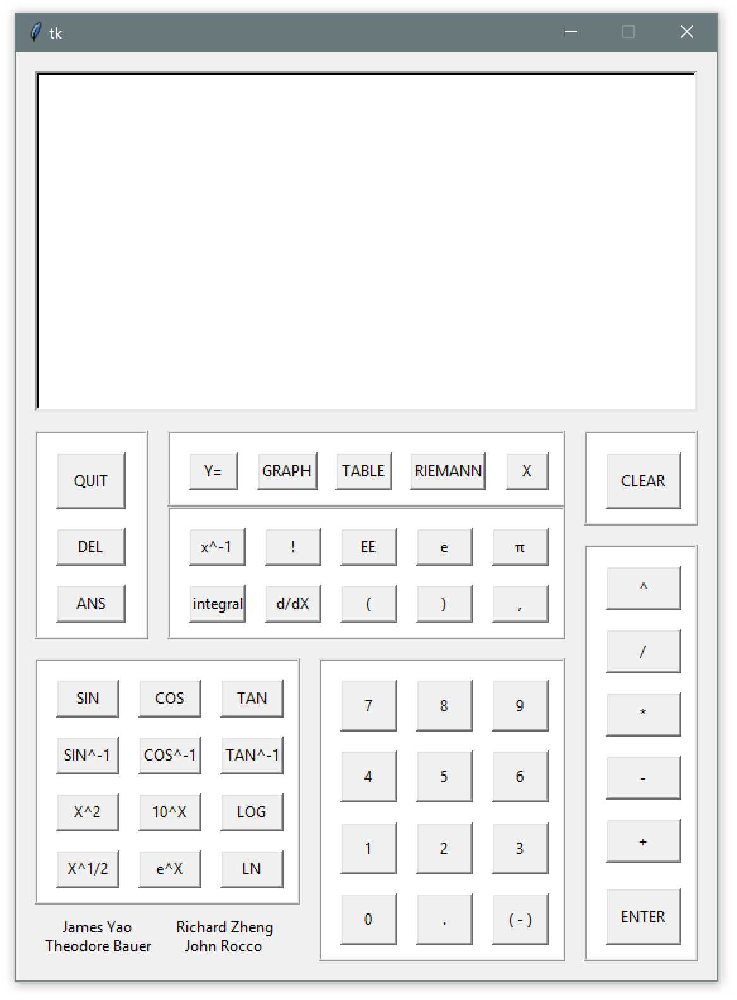 tk
QUIT
DEL
ANS
Y= GRAPH TABLE RIEMANN X
x^-1 ! EE e π
integral d/dX ( ) ,
CLEAR
^
/
*
-
+
ENTER
SIN COS TAN
SIN^-1 COS^-1 TAN^-1
X^2 10^X LOG
X^1/2 e^X LN
7 8 9
4 5 6
1 2 3
0 . ( - )
James Yao Richard Zheng
Theodore Bauer John Rocco